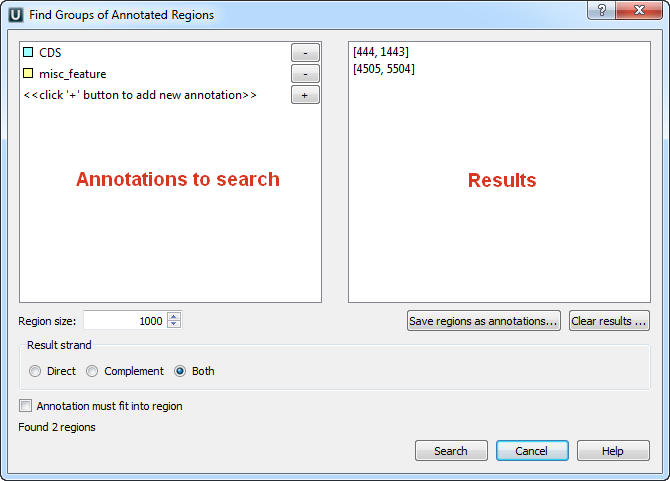 U Find Groups of Annotated Regions ? X
CDS -
misc_feature -
<<click '+' button to add new annotation>> +
Annotations to search
[444, 1443]
[4505, 5504]
Results
Region size: 1000
Save regions as annotations... Clear results ...
Result strand
Direct Complement Both
Annotation must fit into region
Found 2 regions
Search Cancel Help